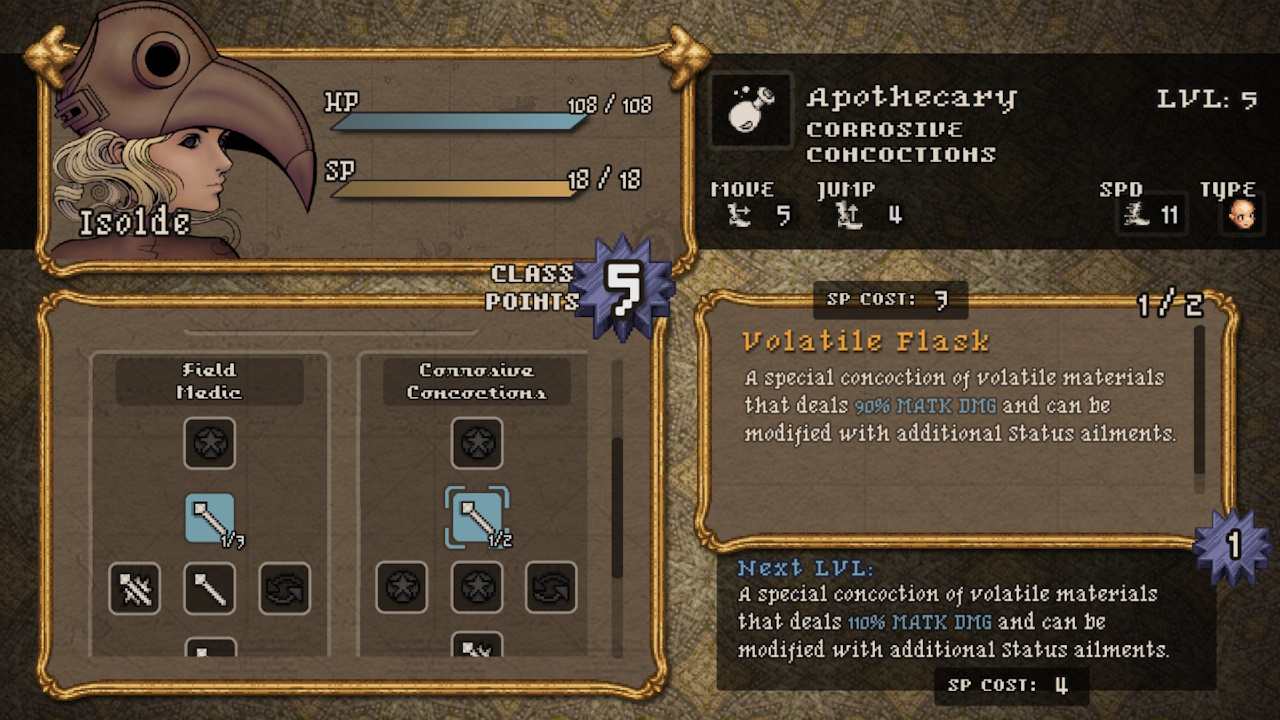 HP
108 / 108
SP
18 / 18
Isolde
Apothecary
LVL: 5
CORROSIVE
CONCOCTIONS
MOVE
5
JUMP
4
SPD
11
TYPE
CLASS
POINTS
5
Field
Medic
1/3
Corrosive
Concoctions
1/2
SP COST: 3
1 / 2
Volatile Flask
A special concoction of volatile materials
that deals 90% MATK DMG and can be
modified with additional Status ailments.
1
Next LVL:
A special concoction of volatile materials
that deals 110% MATK DMG and can be
modified with additional Status ailments.
SP COST: 4